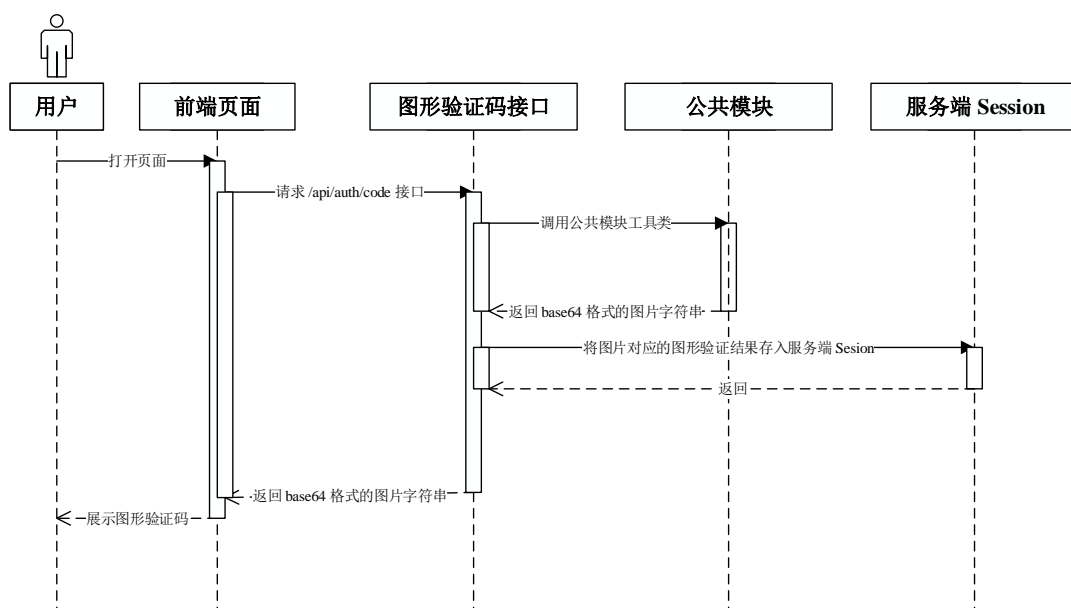 用户
前端页面
图形验证码接口
公共模块
服务端 Session
打开页面
请求 /api/auth/code 接口
调用公共模块工具类
返回 base64 格式的图片字符串
将图片对应的图形验证结果存入服务端 Sesion
返回
返回 base64 格式的图片字符串
展示图形验证码